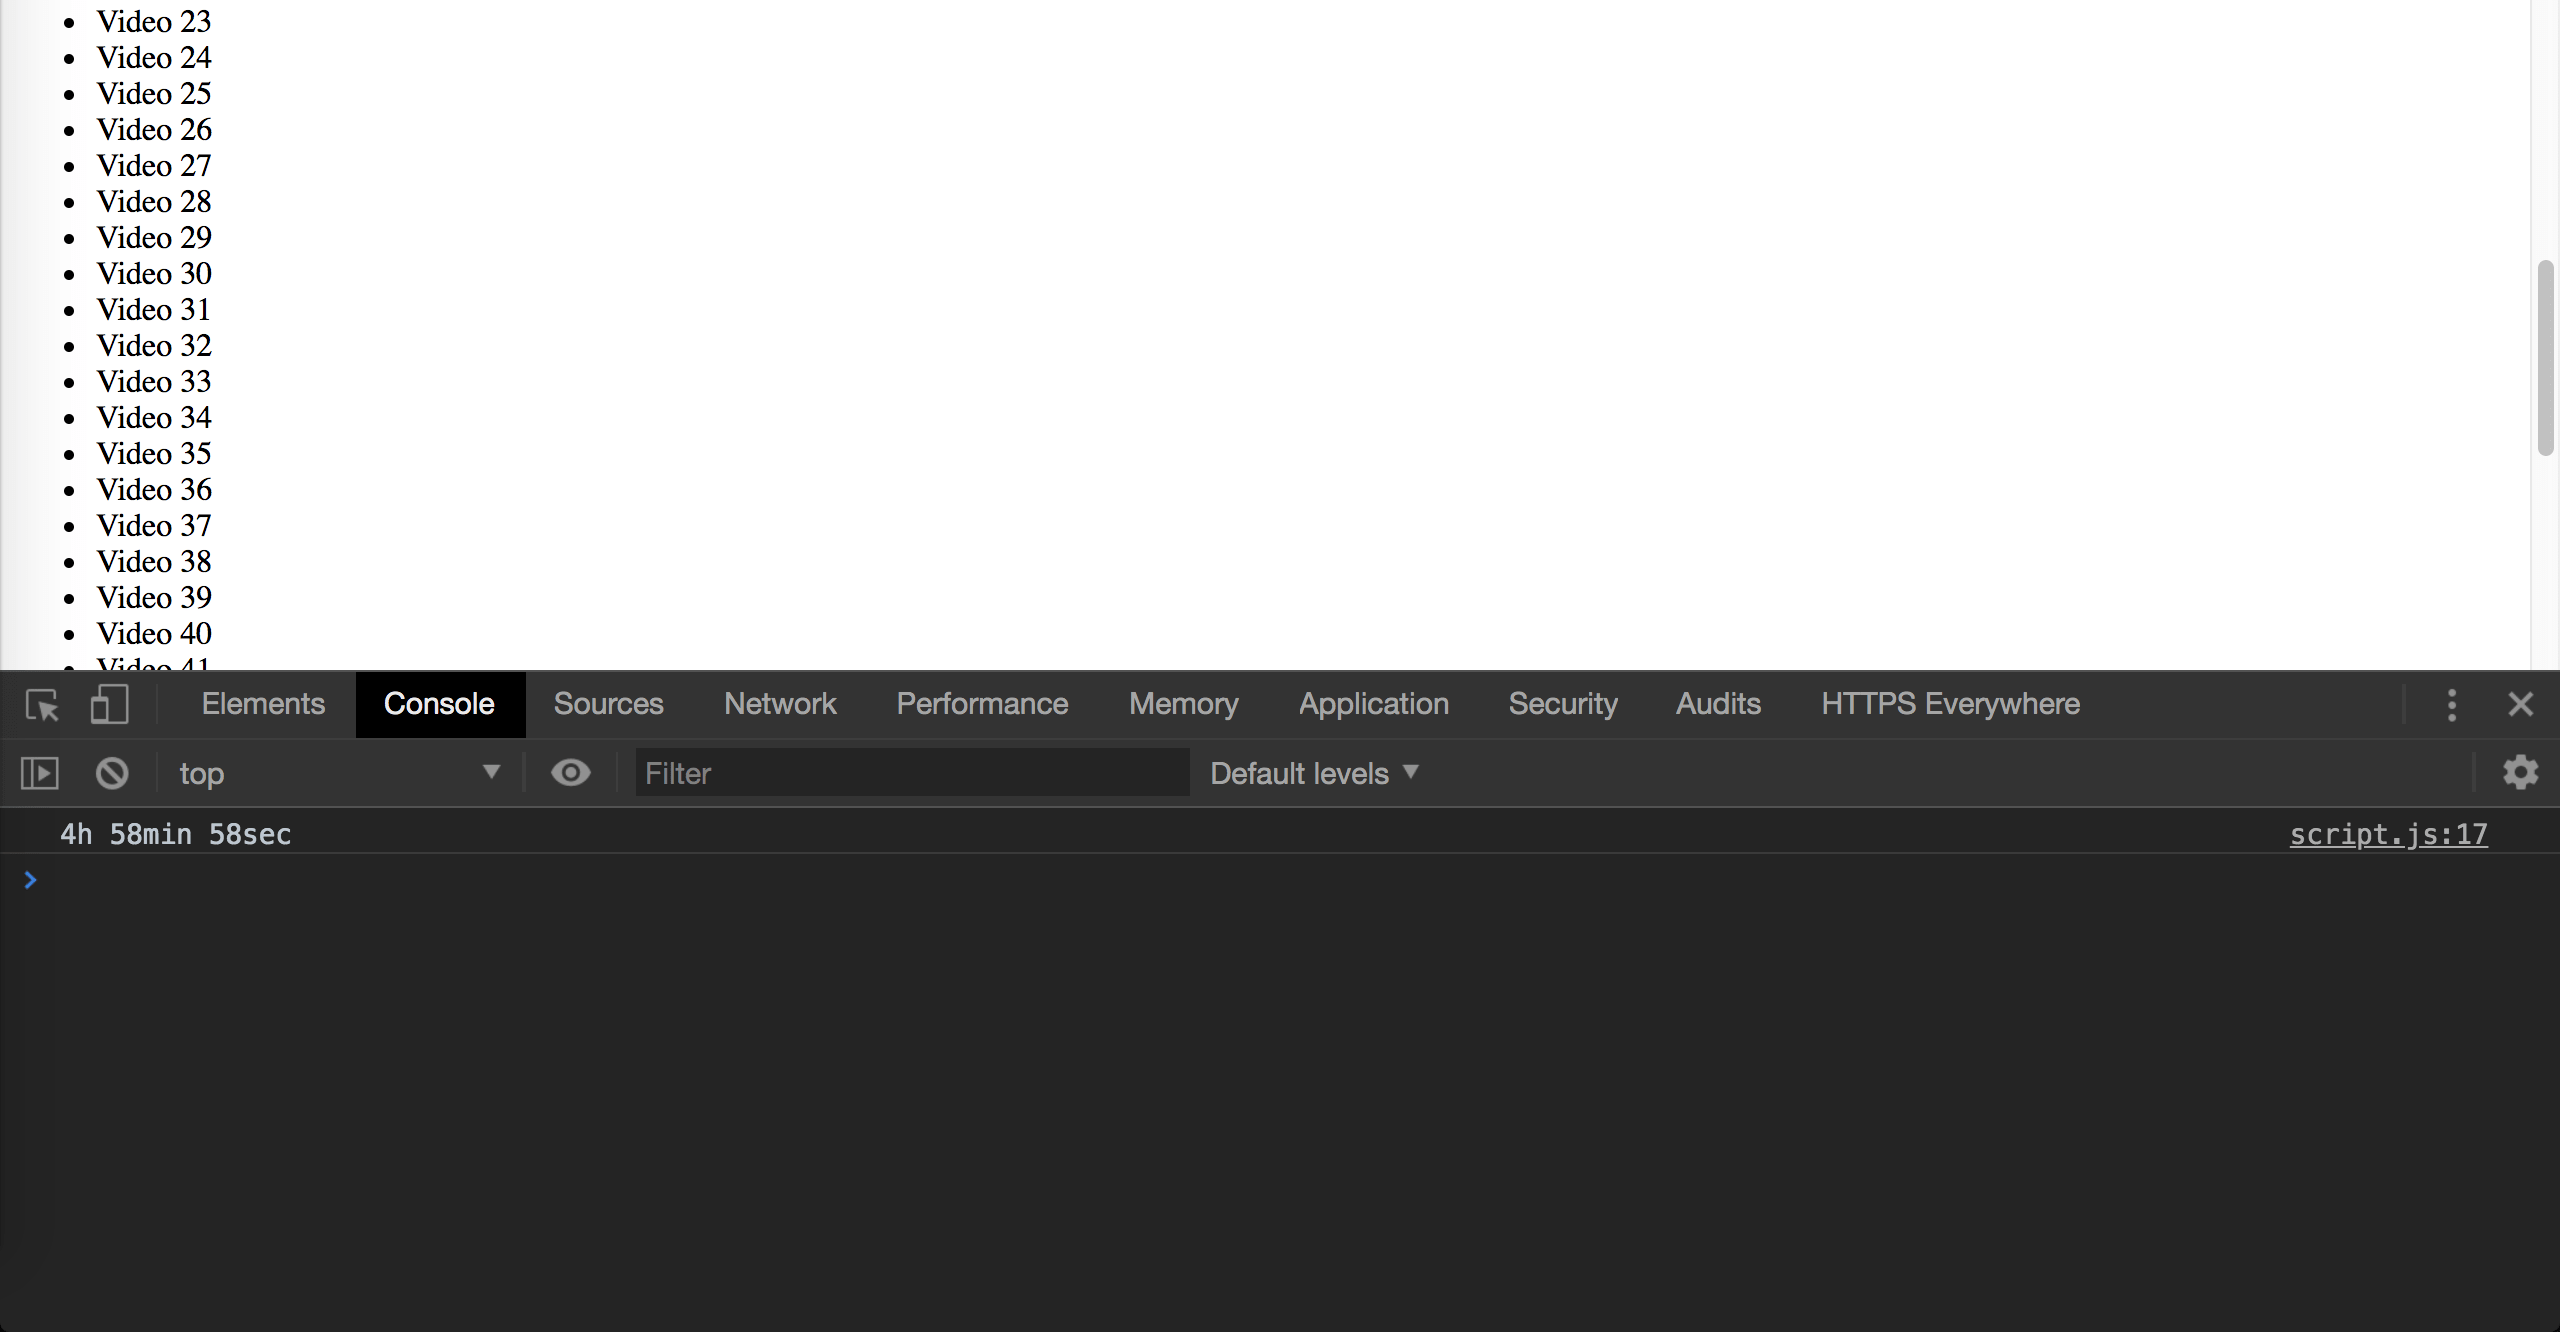 Video 23
Video 24
Video 25
Video 26
Video 27
Video 28
Video 29
Video 30
Video 31
Video 32
Video 33
Video 34
Video 35
Video 36
Video 37
Video 38
Video 39
Video 40
Video 41
Elements Console Sources Network Performance Memory Application Security Audits HTTPS Everywhere
top Filter Default levels
4h 58min 58sec script.js:17